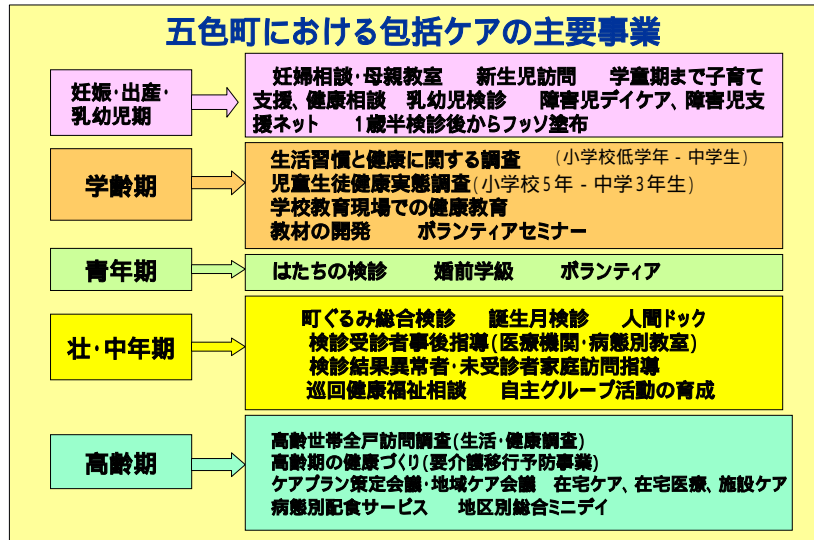 五色町における包括ケアの主要事業
妊娠・出産・
乳幼児期
妊婦相談・母親教室　新生児訪問　学童期まで子育て
支援、健康相談　乳幼児検診　障害児デイケア、障害児支
援ネット　1歳半検診後からフッソ塗布
学齢期
生活習慣と健康に関する調査　(小学校低学年 - 中学生)
児童生徒健康実態調査(小学校5年 - 中学3年生)
学校教育現場での健康教育
教材の開発　ボランティアセミナー
青年期
はたちの検診　婚前学級　ボランティア
壮・中年期
町ぐるみ総合検診　誕生月検診　人間ドック
検診受診者事後指導(医療機関・病態別教室)
検診結果異常者・未受診者家庭訪問指導
巡回健康福祉相談　自主グループ活動の育成
高齢期
高齢世帯全戸訪問調査(生活・健康調査)
高齢期の健康づくり(要介護移行予防事業)
ケアプラン策定会議・地域ケア会議　在宅ケア、在宅医療、施設ケア
病態別配食サービス　地区別総合ミニデイ